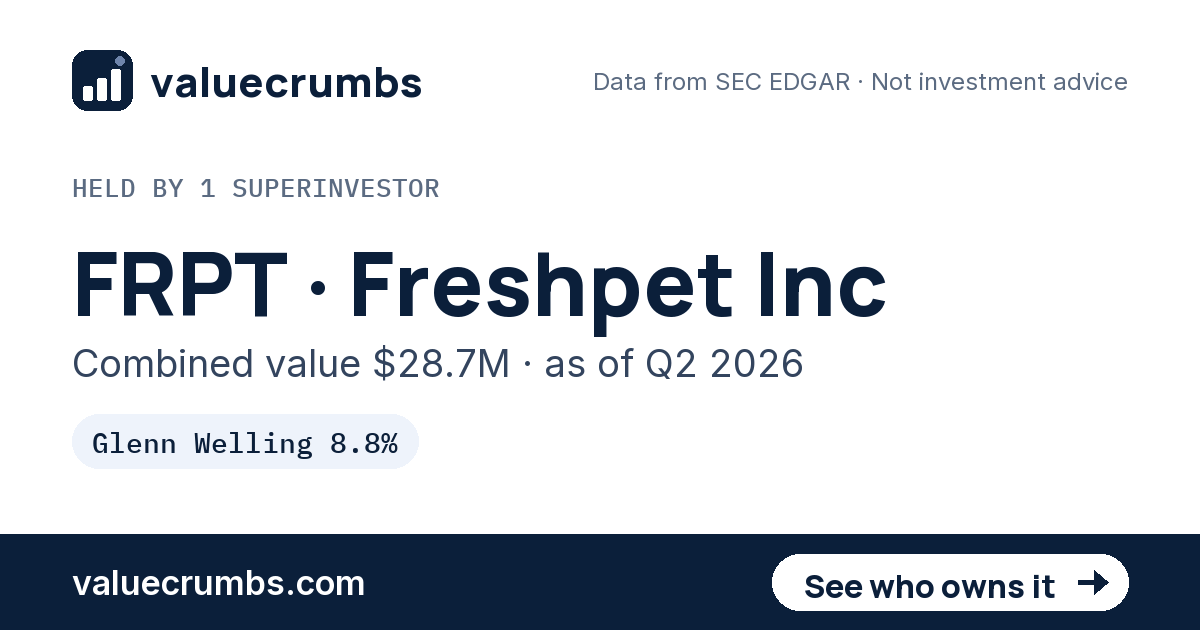 valuecrumbs
Data from SEC EDGAR · Not investment advice
HELD BY 1 SUPERINVESTOR
FRPT · Freshpet Inc
Combined value $28.7M · as of Q2 2026
Glenn Welling 8.8%
valuecrumbs.com
See who owns it →